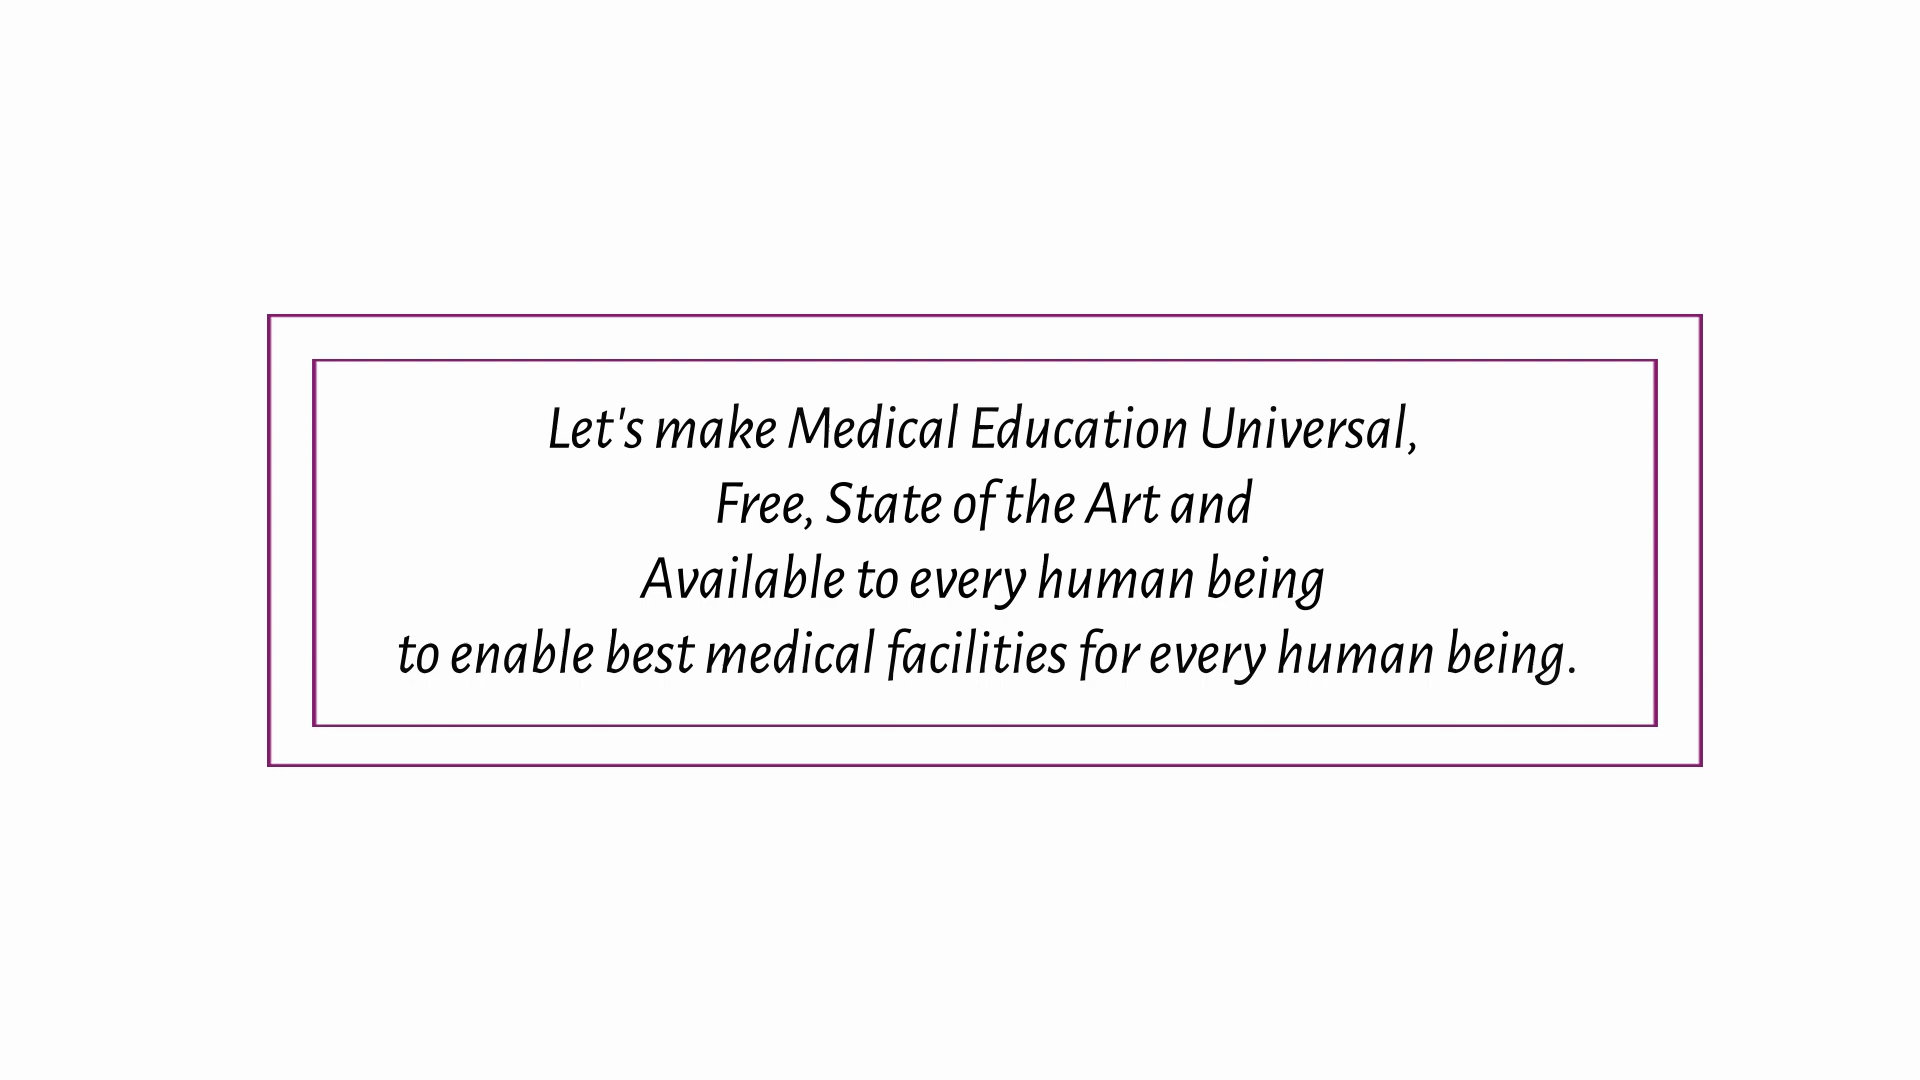 Let's make Medical Education Universal,
Free, State of the Art and
Available to every human being
to enable best medical facilities for every human being.